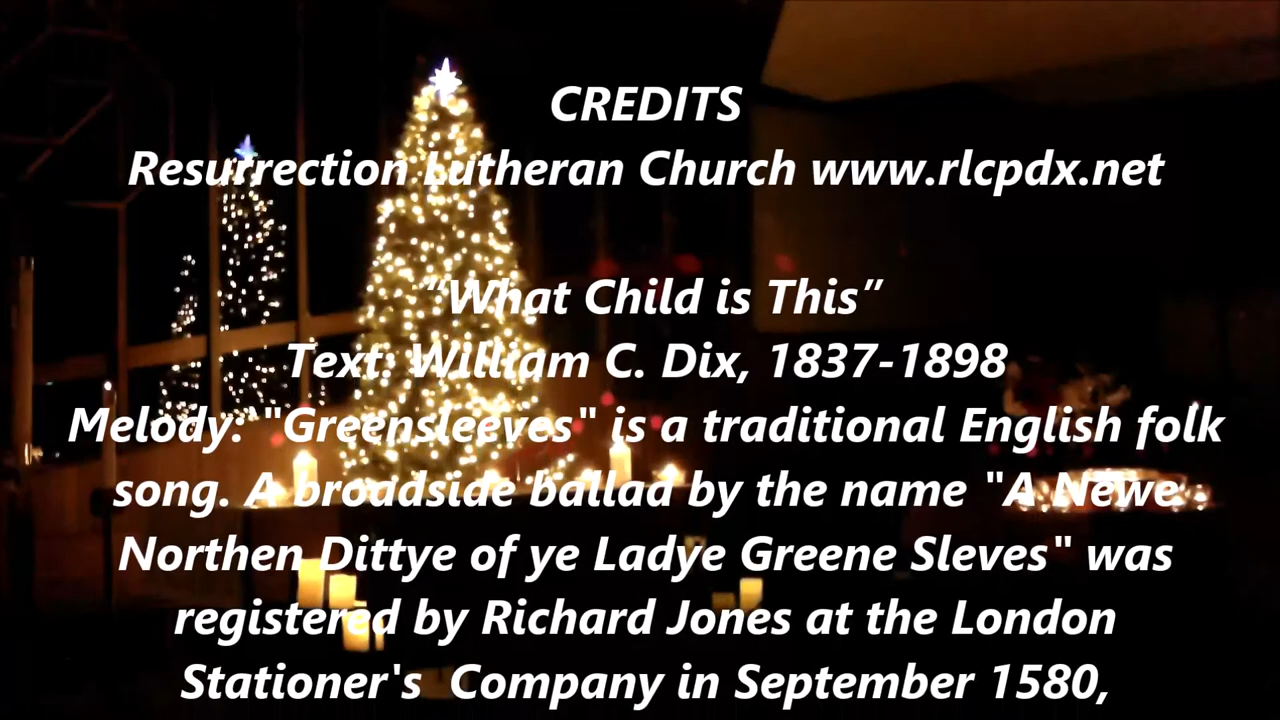 CREDITS
Resurrection Lutheran Church www.rlcpdx.net
“What Child is This”
Text: William C. Dix, 1837-1898
Melody: "Greensleeves" is a traditional English folk
song. A broadside ballad by the name "A Newe
Northen Dittye of ye Ladye Greene Sleves" was
registered by Richard Jones at the London
Stationer's  Company in September 1580,